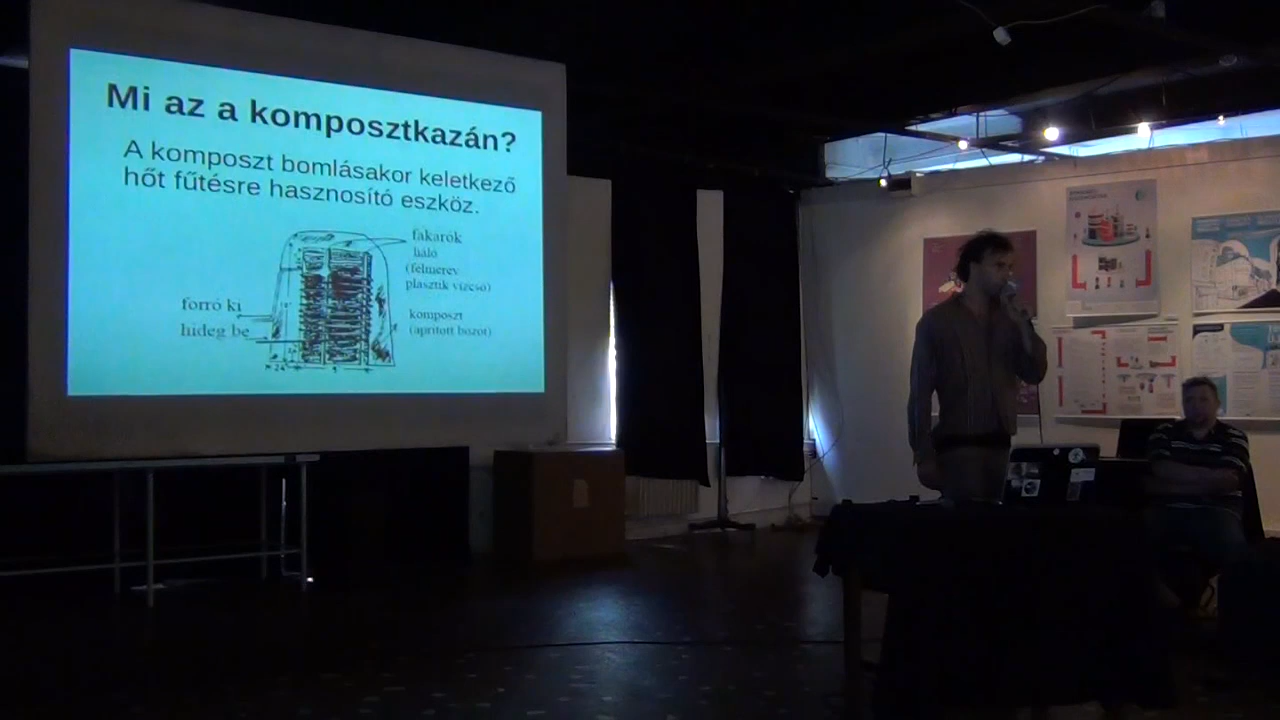 Mi az a komposztkazán?
A komposzt bomlásakor keletkező
hőt fűtésre hasznosító eszköz.
fakarók
háló
(félmerev
plasztik vízcső)
forró ki
hideg be
komposzt
(aprított bozót)